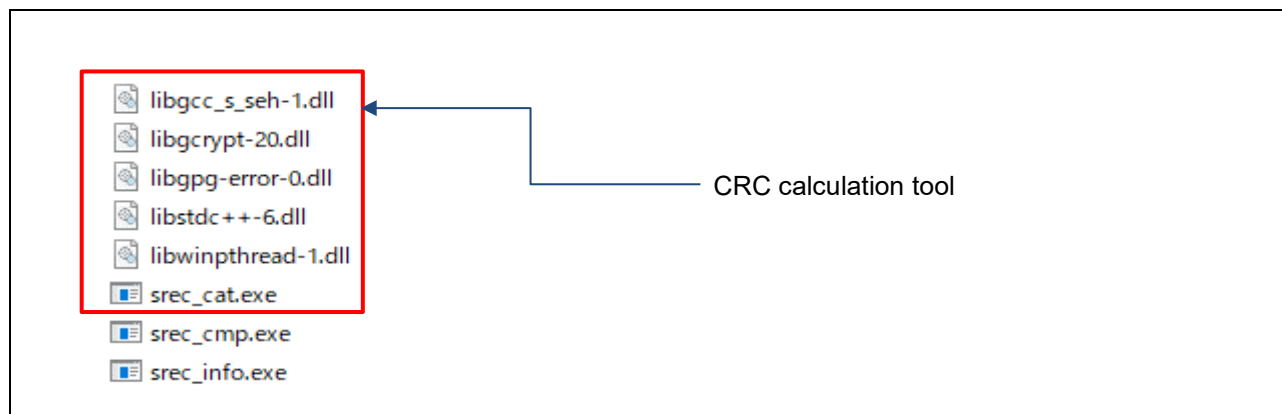 libgcc_s_seh-1.dll
libgcrypt-20.dll
libgpg-error-0.dll
libstdc++-6.dll
libwinpthread-1.dll
srec_cat.exe
srec_cmp.exe
srec_info.exe
CRC calculation tool